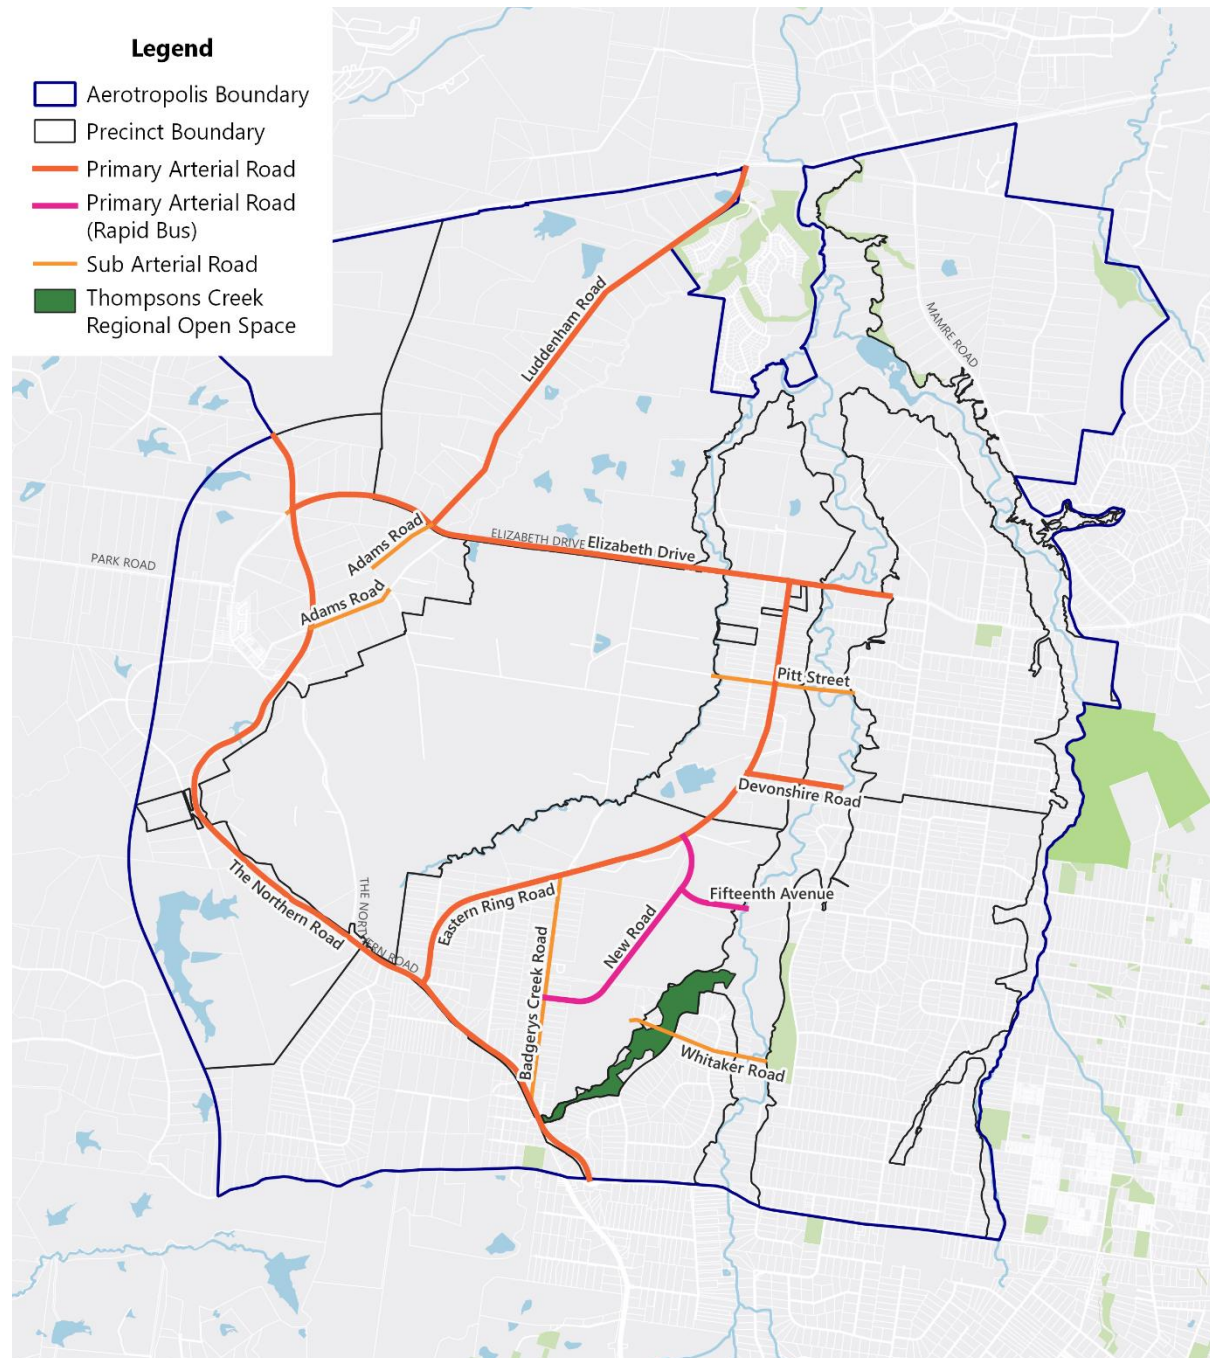 Legend
Aerotropolis Boundary
Precinct Boundary
Primary Arterial Road
Primary Arterial Road
(Rapid Bus)
Sub Arterial Road
Thompsons Creek
Regional Open Space
Luddenham Road
MAMRE ROAD
Adams Road
ELIZABETH DRIVE
Elizabeth Drive
PARK ROAD
Adams Road
Pitt Street
Devonshire Road
The Northern Road
THE NORTHERN ROAD
Eastern Ring Road
Fifteenth Avenue
New Road
Badgerys Creek Road
Whitaker Road